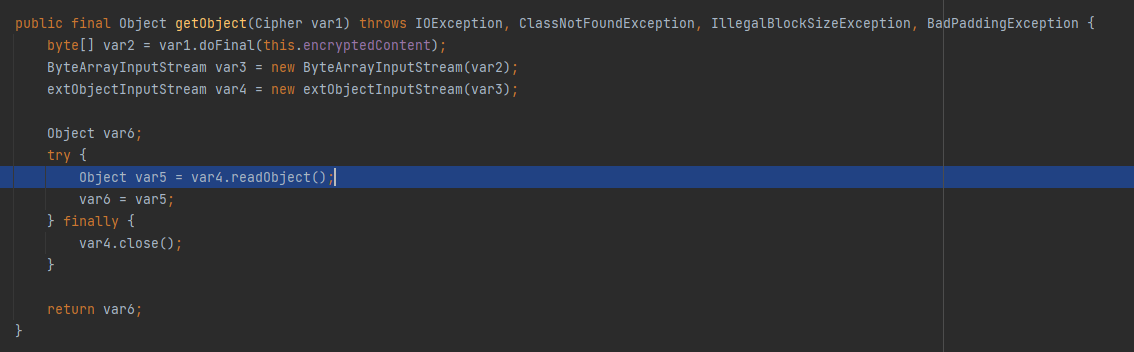 public final Object getObject(Cipher var1) throws IOException, ClassNotFoundException, IllegalBlockSizeException, BadPaddingException {
    byte[] var2 = var1.doFinal(this.encryptedContent);
    ByteArrayInputStream var3 = new ByteArrayInputStream(var2);
    extObjectInputStream var4 = new extObjectInputStream(var3);

    Object var6;
    try {
        Object var5 = var4.readObject();
        var6 = var5;
    } finally {
        var4.close();
    }

    return var6;
}